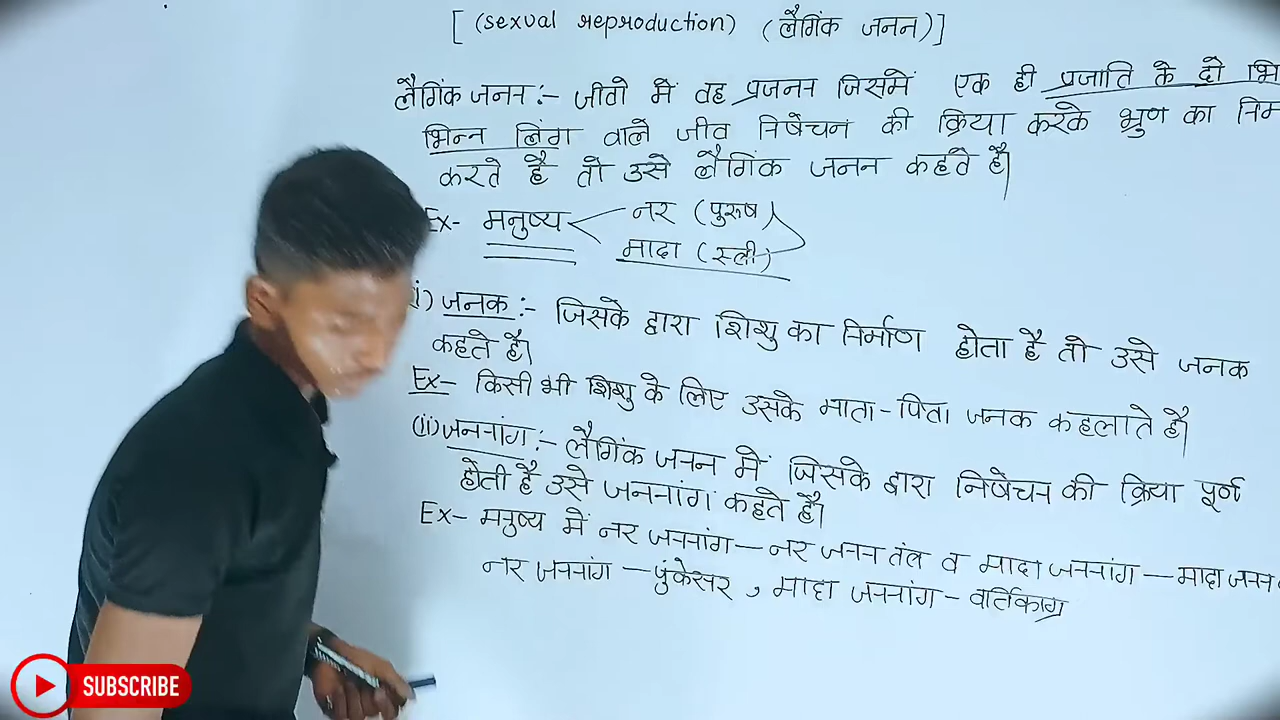 [ (sexual reproduction) (लैगिंक जनन)]
लैगिंक जनन :- जीवो में वह प्रजनन जिसमें एक ही प्रजाति के दो
भिन्न लिंग वाले जीव निषेचन की क्रिया करके भ्रुण का
करते है तो उसे लैगिंक जनन कहते है|
Ex- मनुष्य नर (पुरुष)
मादा (स्त्री)
i) जनक :- जिसके द्वारा शिशु का निर्माण होता है तो उसे जनक
कहते है|
Ex- किसी भी शिशु के लिए उसके माता-पिता जनक कहलाते है|
(ii) जननांग :- लैगिंक जनन में जिसके द्वारा निषेचन की क्रिया पूर्ण
होती है उसे जननांग कहते है|
Ex- मनुष्य में नर जननांग - नर जनन तंत्र व मादा जननांग - मादा जनन
नर जननांग - पुंकेसर , मादा जननांग - वर्तिकाग्र
SUBSCRIBE